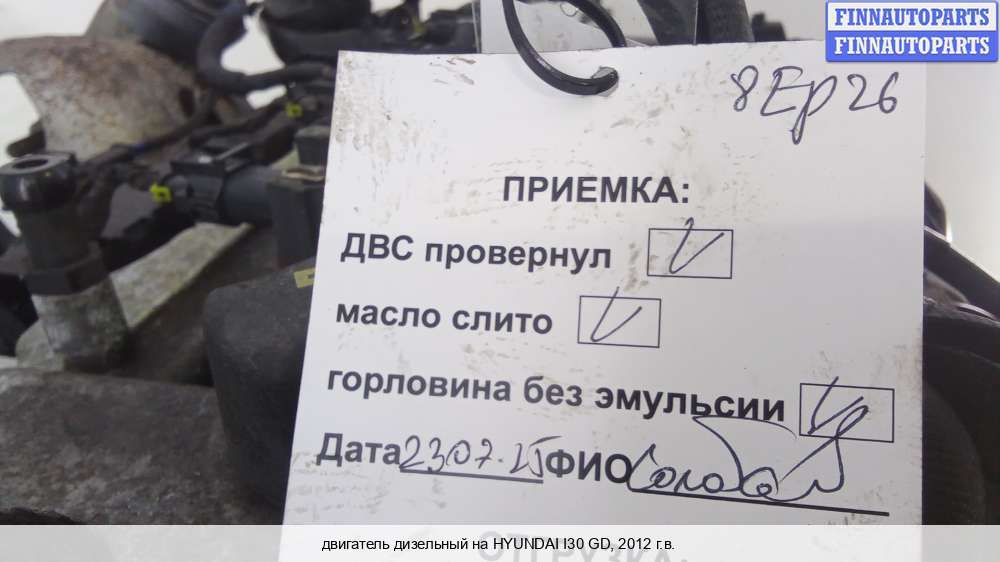 FINNAUTOPARTS
FINNAUTOPARTS
8Ер26
ПРИЕМКА:
ДВС провернул
масло слито
горловина без эмульсии
Дата 23.07.25 ФИО
ОТГРУЗКА:
двигатель дизельный на HYUNDAI I30 GD, 2012 г.в.